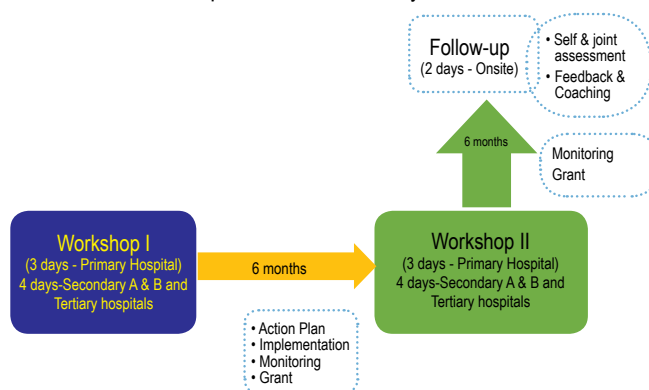 Follow-up
(2 days - Onsite)
• Self & joint
assessment
• Feedback &
Coaching
6 months
Monitoring
Grant
Workshop I
(3 days - Primary Hospital)
4 days-Secondary A & B and
Tertiary hospitals
6 months
Workshop II
(3 days - Primary Hospital)
4 days-Secondary A & B and
Tertiary hospitals
• Action Plan
• Implementation
• Monitoring
• Grant